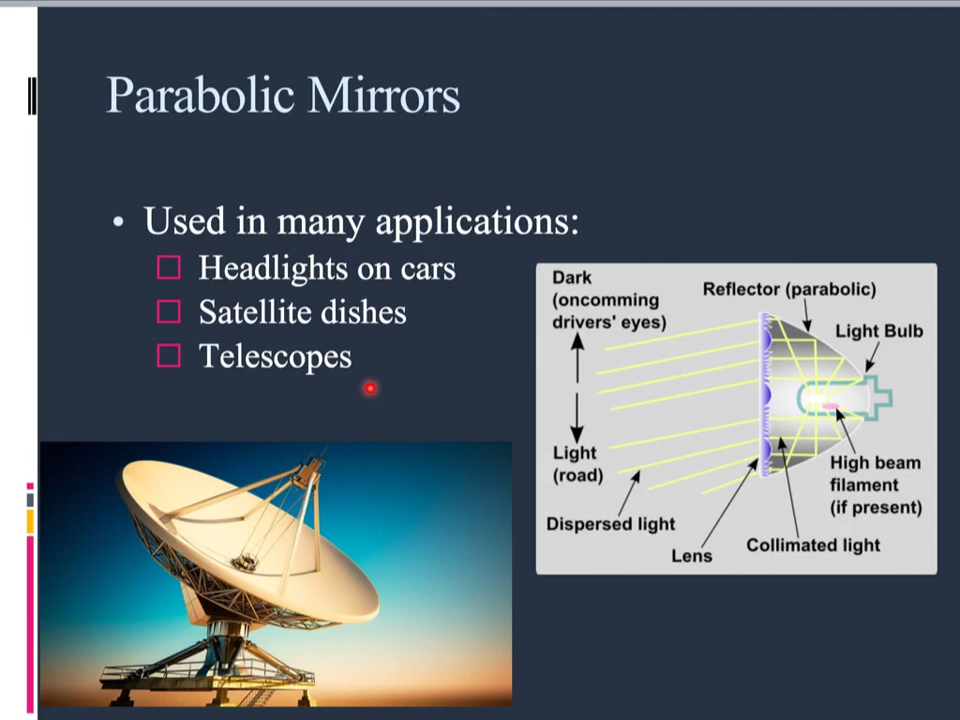 Parabolic Mirrors
• Used in many applications:
Headlights on cars
Satellite dishes
Telescopes
Dark
(oncomming
drivers' eyes)
Reflector (parabolic)
Light Bulb
Light
(road)
High beam
filament
(if present)
Dispersed light
Lens
Collimated light